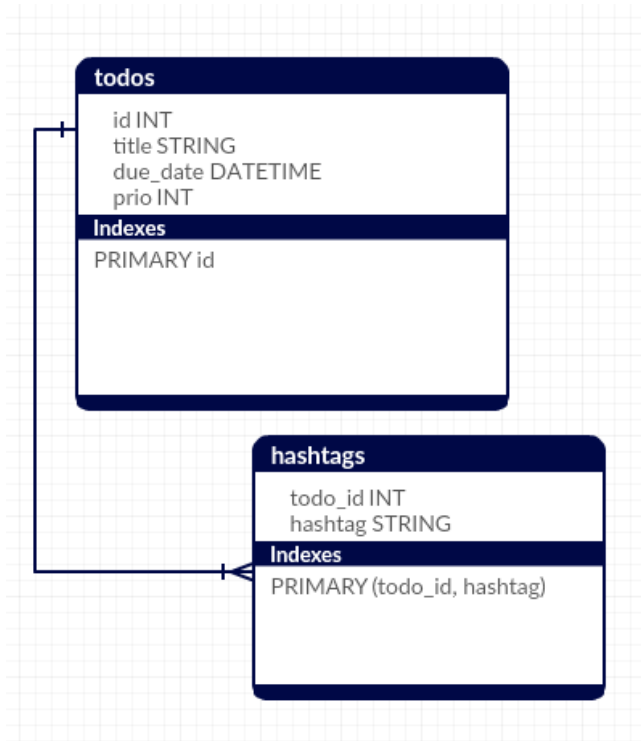 todos
id INT
title STRING
due_date DATETIME
prio INT
Indexes
PRIMARY id
hashtags
todo_id INT
hashtag STRING
Indexes
PRIMARY (todo_id, hashtag)